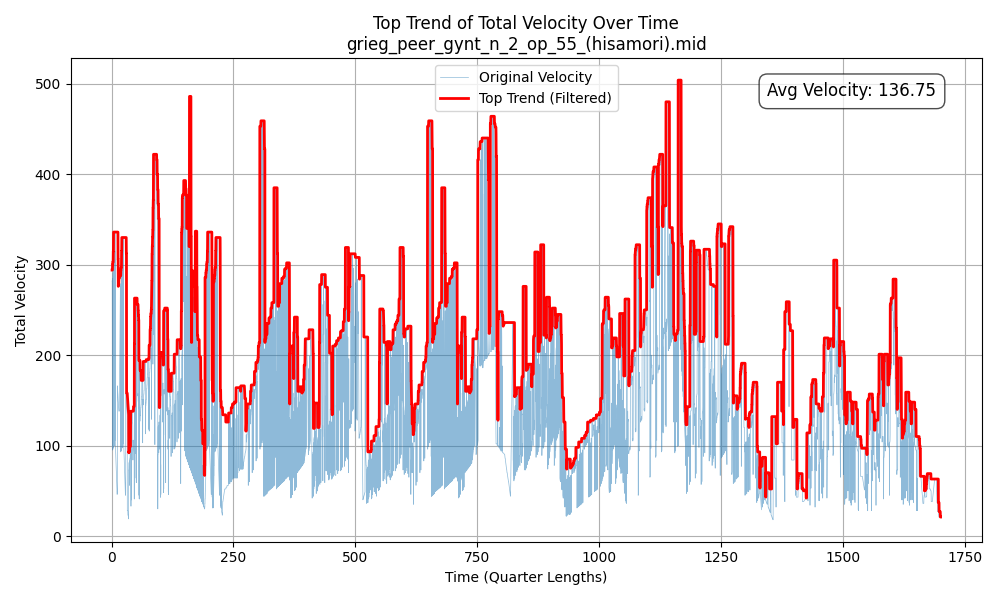 Top Trend of Total Velocity Over Time
grieg_peer_gynt_n_2_op_55_(hisamori).mid
Original Velocity
Top Trend (Filtered)
Avg Velocity: 136.75
Total Velocity
500
400
300
200
100
0
0 250 500 750 1000 1250 1500 1750
Time (Quarter Lengths)